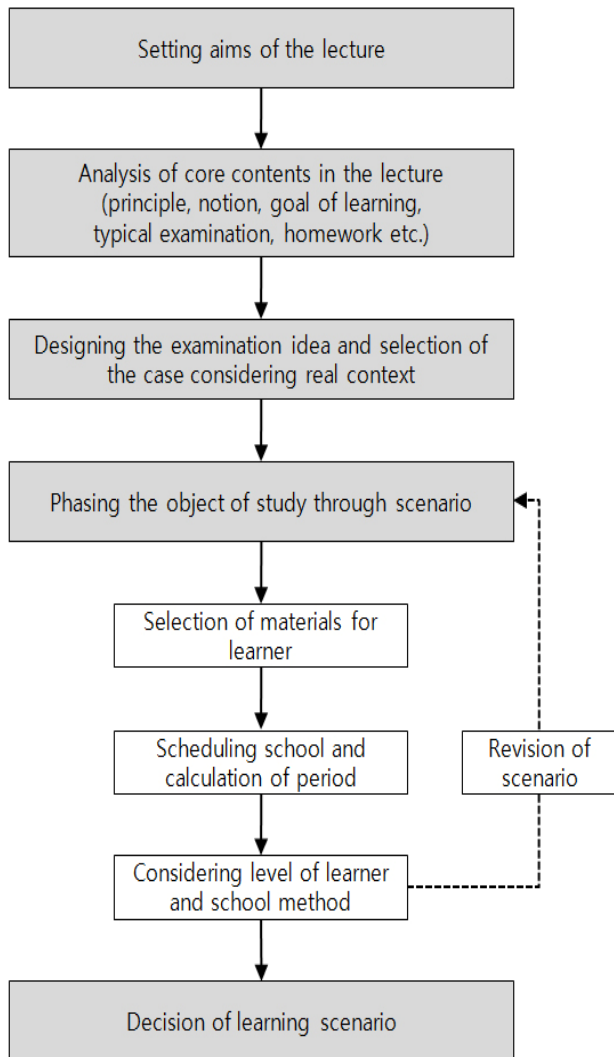 Setting aims of the lecture
Analysis of core contents in the lecture
(principle, notion, goal of learning,
typical examination, homework etc.)
Designing the examination idea and selection of
the case considering real context
Phasing the object of study through scenario
Selection of materials for
learner
Scheduling school and
calculation of period
Revision of
scenario
Considering level of learner
and school method
Decision of learning scenario